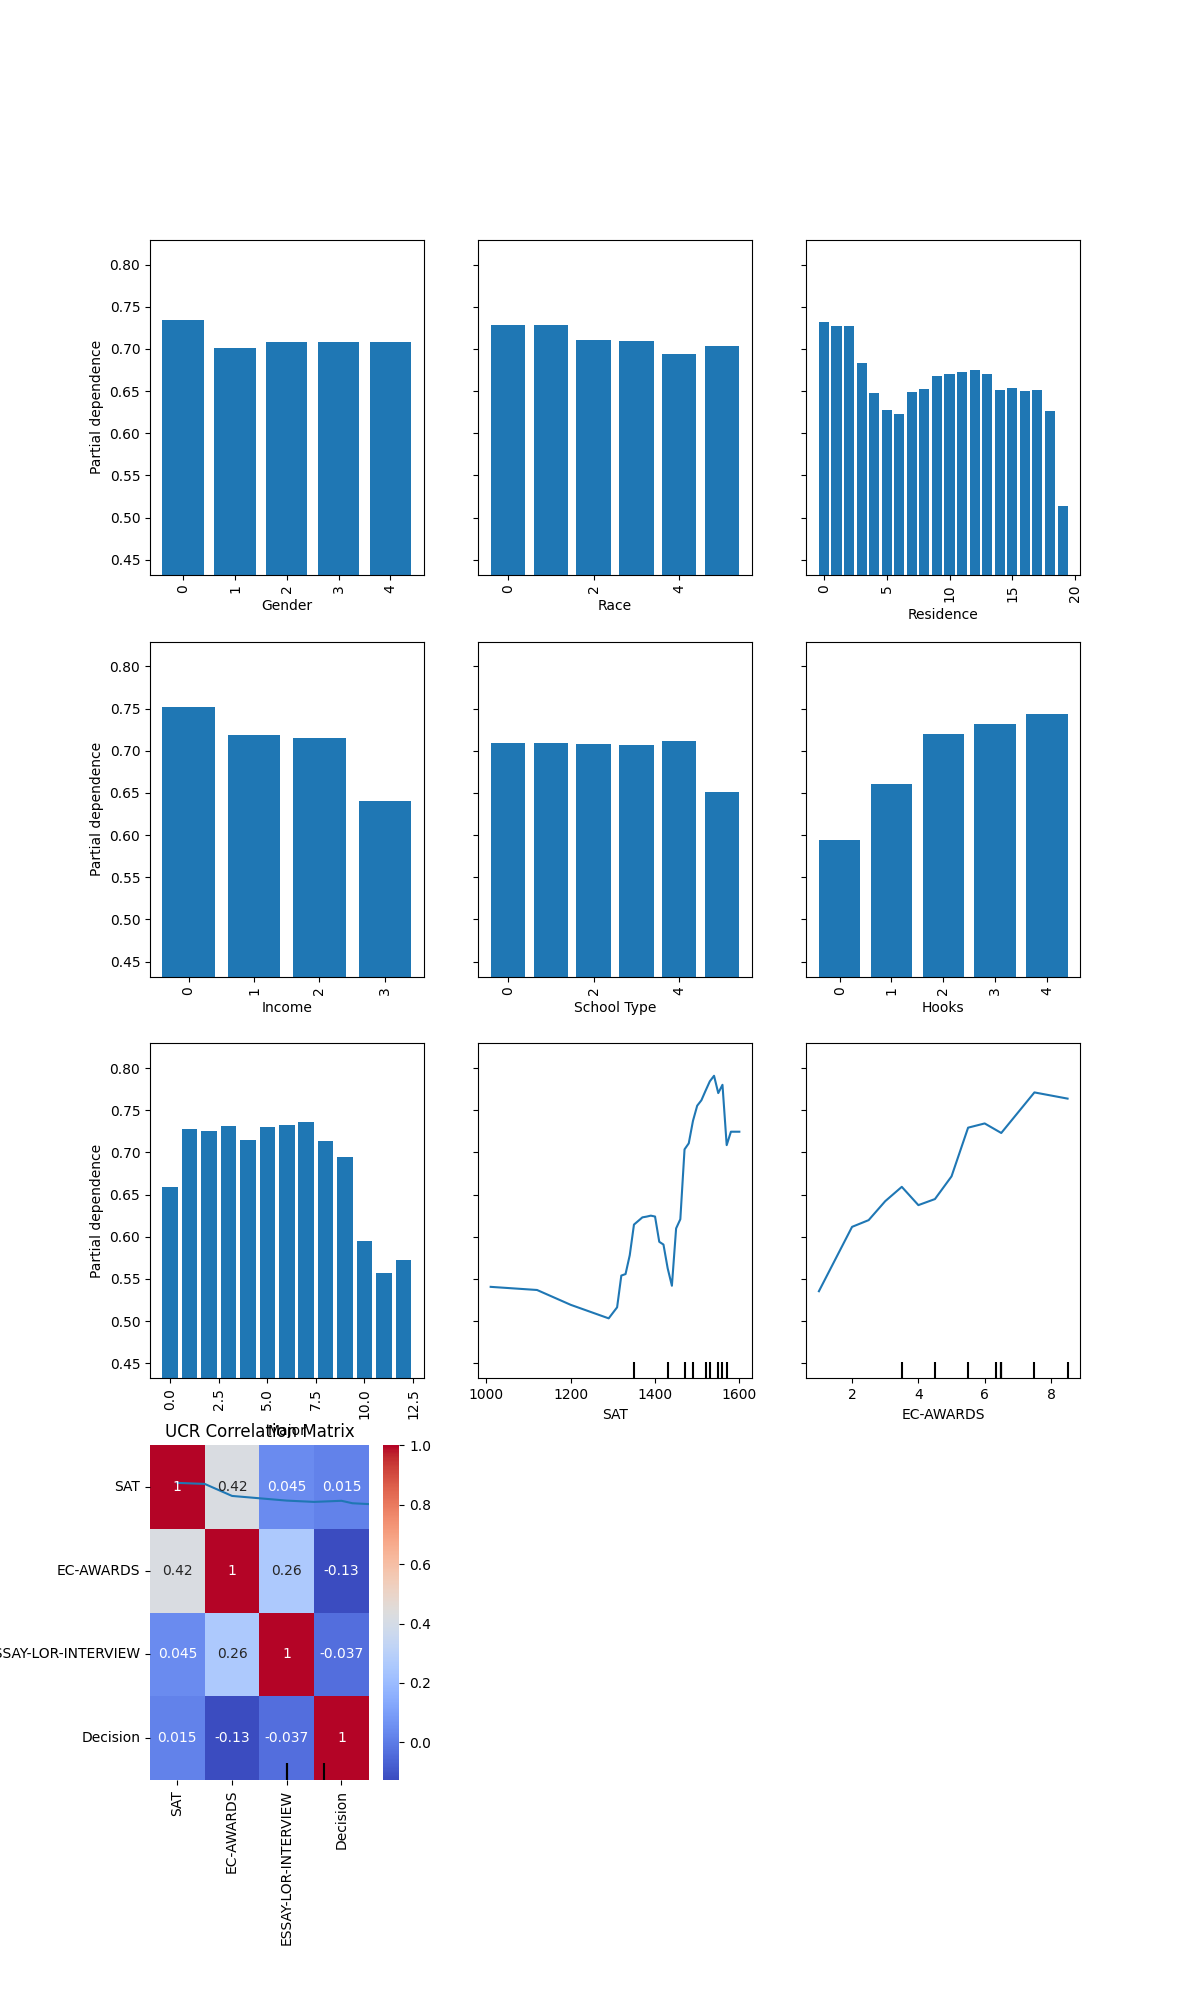 0.80
0.75
0.70
0.65
0.60
0.55
0.50
0.45
Partial dependence
0 1 2 3 4
Gender
0 2 4
Race
0 5 10 15 20
Residence
0.80
0.75
0.70
0.65
0.60
0.55
0.50
0.45
Partial dependence
0 1 2 3
Income
0 2 4
School Type
0 1 2 3 4
Hooks
0.80
0.75
0.70
0.65
0.60
0.55
0.50
0.45
Partial dependence
0.0 2.5 5.0 7.5 10.0 12.5
Major
1000 1200 1400 1600
SAT
2 4 6 8
EC-AWARDS
UCR Correlation Matrix
SAT 1 0.42 0.045 0.015
EC-AWARDS 0.42 1 0.26 -0.13
SSAY-LOR-INTERVIEW 0.045 0.26 1 -0.037
Decision 0.015 -0.13 -0.037 1
SAT
EC-AWARDS
ESSAY-LOR-INTERVIEW
Decision
1.0
0.8
0.6
0.4
0.2
0.0